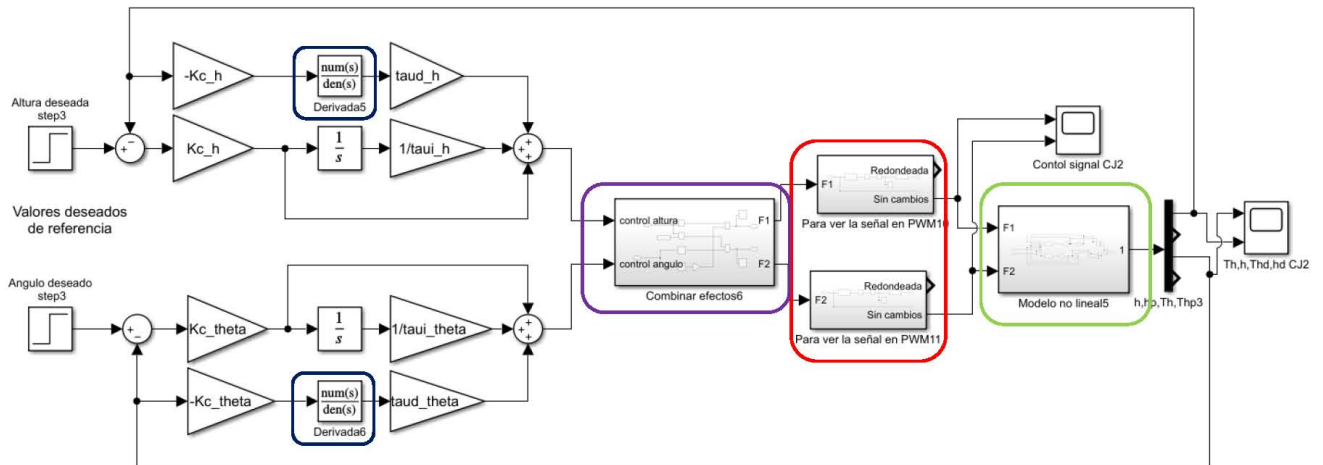 -Kc_h
num(s)
den(s)
Derivada5
taud_h
Altura deseada
step3
Kc_h
1
s
1/taui_h
Valores deseados
de referencia
control altura
control angulo
F1
F2
Combinar efectos6
F1
Redondeada
Sin cambios
Para ver la señal en PWM10
F2
Redondeada
Sin cambios
Para ver la señal en PWM11
Contol signal CJ2
F1
F2
1
Modelo no lineal5
h,hp,Th,Thp3
Th,h,Thd,hd CJ2
Angulo deseado
step3
Kc_theta
1
s
1/taui_theta
-Kc_theta
num(s)
den(s)
Derivada6
taud_theta